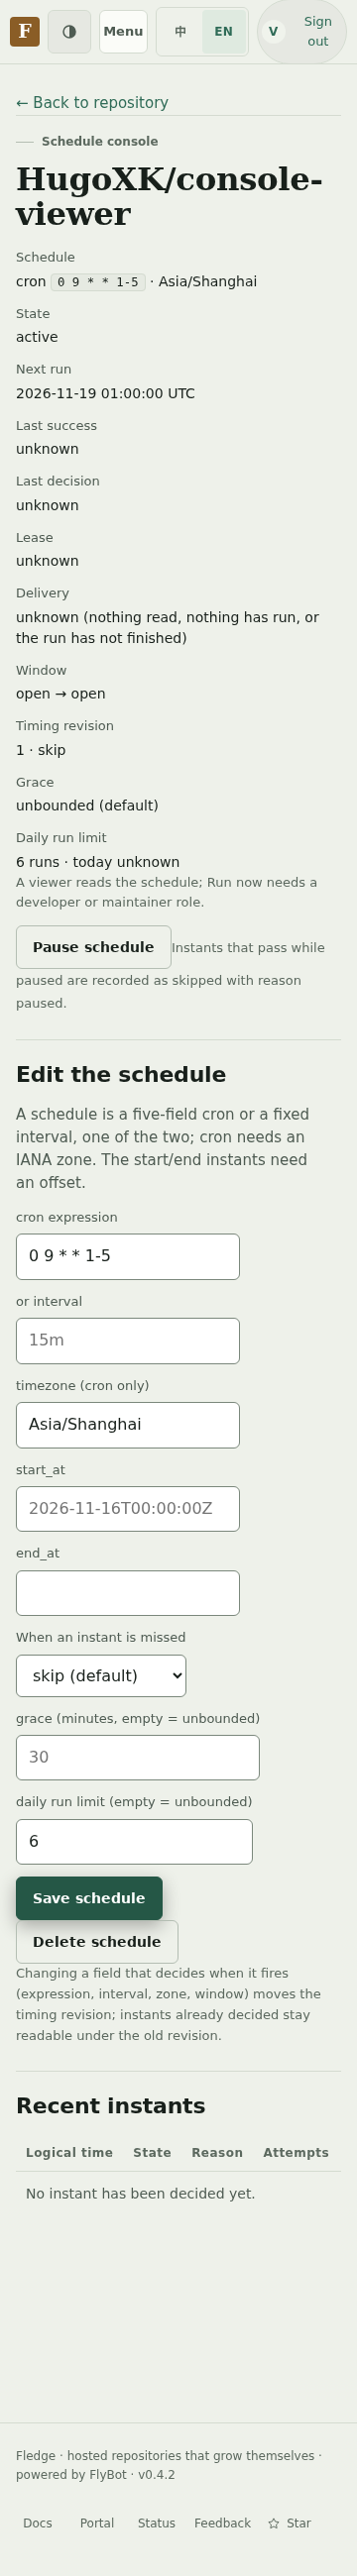 F
Menu
中
EN
V
Sign
out
← Back to repository
Schedule console
HugoXK/console-
viewer
Schedule
cron 0 9 * * 1-5 · Asia/Shanghai
State
active
Next run
2026-11-19 01:00:00 UTC
Last success
unknown
Last decision
unknown
Lease
unknown
Delivery
unknown (nothing read, nothing has run, or
the run has not finished)
Window
open → open
Timing revision
1 · skip
Grace
unbounded (default)
Daily run limit
6 runs · today unknown
A viewer reads the schedule; Run now needs a
developer or maintainer role.
Pause schedule Instants that pass while
paused are recorded as skipped with reason
paused.
Edit the schedule
A schedule is a five-field cron or a fixed
interval, one of the two; cron needs an
IANA zone. The start/end instants need
an offset.
cron expression
0 9 * * 1-5
or interval
15m
timezone (cron only)
Asia/Shanghai
start_at
2026-11-16T00:00:00Z
end_at
When an instant is missed
skip (default)
grace (minutes, empty = unbounded)
30
daily run limit (empty = unbounded)
6
Save schedule
Delete schedule
Changing a field that decides when it fires
(expression, interval, zone, window) moves the
timing revision; instants already decided stay
readable under the old revision.
Recent instants
Logical time State Reason Attempts
No instant has been decided yet.
Fledge · hosted repositories that grow themselves ·
powered by FlyBot · v0.4.2
Docs Portal Status Feedback ☆ Star